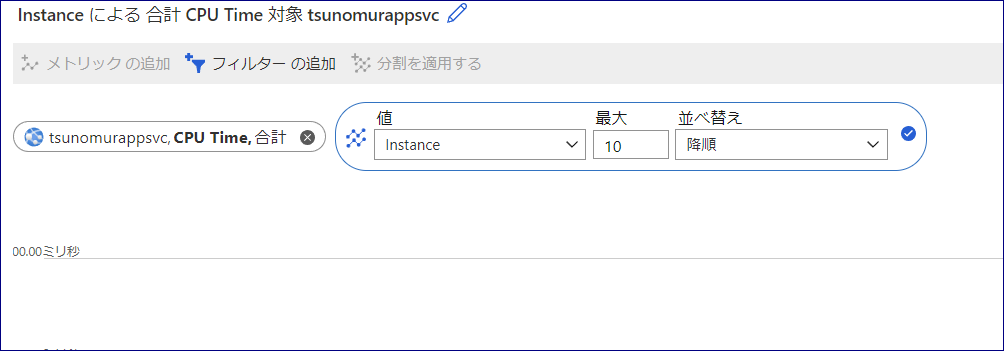 Instance による 合計 CPU Time 対象 tsunomurappsvc
メトリック の追加 フィルター の追加 分割を適用する
tsunomurappsvc, CPU Time, 合計
値 最大 並べ替え
Instance 10 降順
00.00ミリ秒